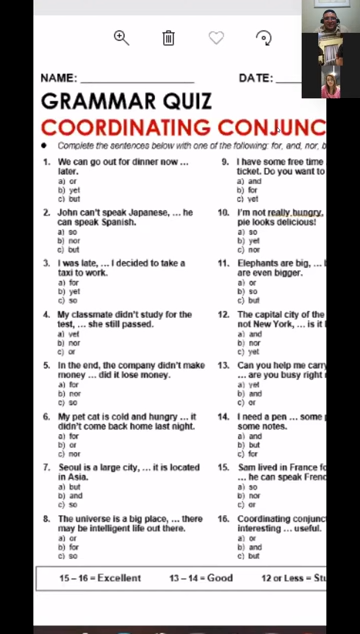 NAME: ____________________ DATE: ______
GRAMMAR QUIZ
COORDINATING CONJUNC
● Complete the sentences below with one of the following: for, and, nor, b
1. We can go out for dinner now ...
later.
a) or
b) yet
c) but
2. John can't speak Japanese, ... he
can speak Spanish.
a) so
b) nor
c) but
3. I was late, ... I decided to take a
taxi to work.
a) for
b) yet
c) so
4. My classmate didn't study for the
test, ... she still passed.
a) yet
b) nor
c) or
5. In the end, the company didn't make
money ... did it lose money.
a) for
b) nor
c) so
6. My pet cat is cold and hungry ... it
didn't come back home last night.
a) for
b) or
c) nor
7. Seoul is a large city, ... it is located
in Asia.
a) but
b) and
c) so
8. The universe is a big place, ... there
may be intelligent life out there.
a) or
b) for
c) so
9. I have some free time
ticket. Do you want to
a) and
b) for
c) yet
10. I'm not really hungry,
pie looks delicious!
a) so
b) yet
c) nor
11. Elephants are big, ...
are even bigger.
a) or
b) so
c) but
12. The capital city of the
not New York, ... is it
a) and
b) nor
c) yet
13. Can you help me carry
... are you busy right
a) yet
b) and
c) or
14. I need a pen ... some
some notes.
a) and
b) but
c) for
15. Sam lived in France fo
... he can speak Frenc
a) so
b) nor
c) or
16. Coordinating conjunc
interesting ... useful.
a) or
b) and
c) but
15 – 16 = Excellent 13 – 14 = Good 12 or Less = Stu